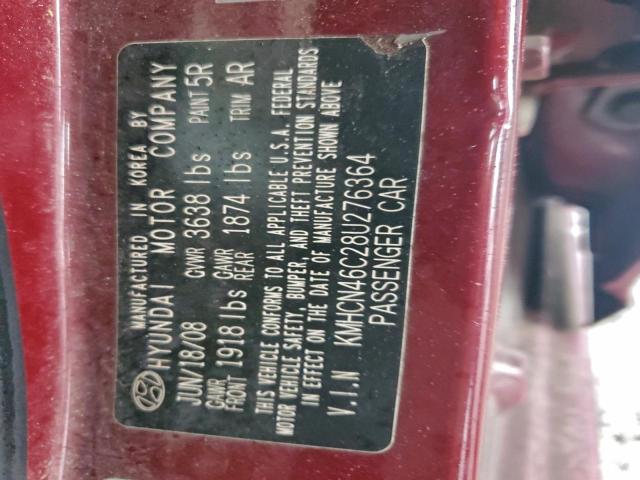 MANUFACTURED IN KOREA BY
HYUNDAI MOTOR COMPANY
JUN/18/08 GVWR 3638 lbs PAINT 5R
GAWR FRONT 1918 lbs GAWR REAR 1874 lbs TRIM AR
THIS VEHICLE CONFORMS TO ALL APPLICABLE U.S.A. FEDERAL
MOTOR VEHICLE SAFETY, BUMPER, AND THEFT PREVENTION STANDARDS
IN EFFECT ON THE DATE OF MANUFACTURE SHOWN ABOVE
V.I.N KMHCN46C28U276364
PASSENGER CAR